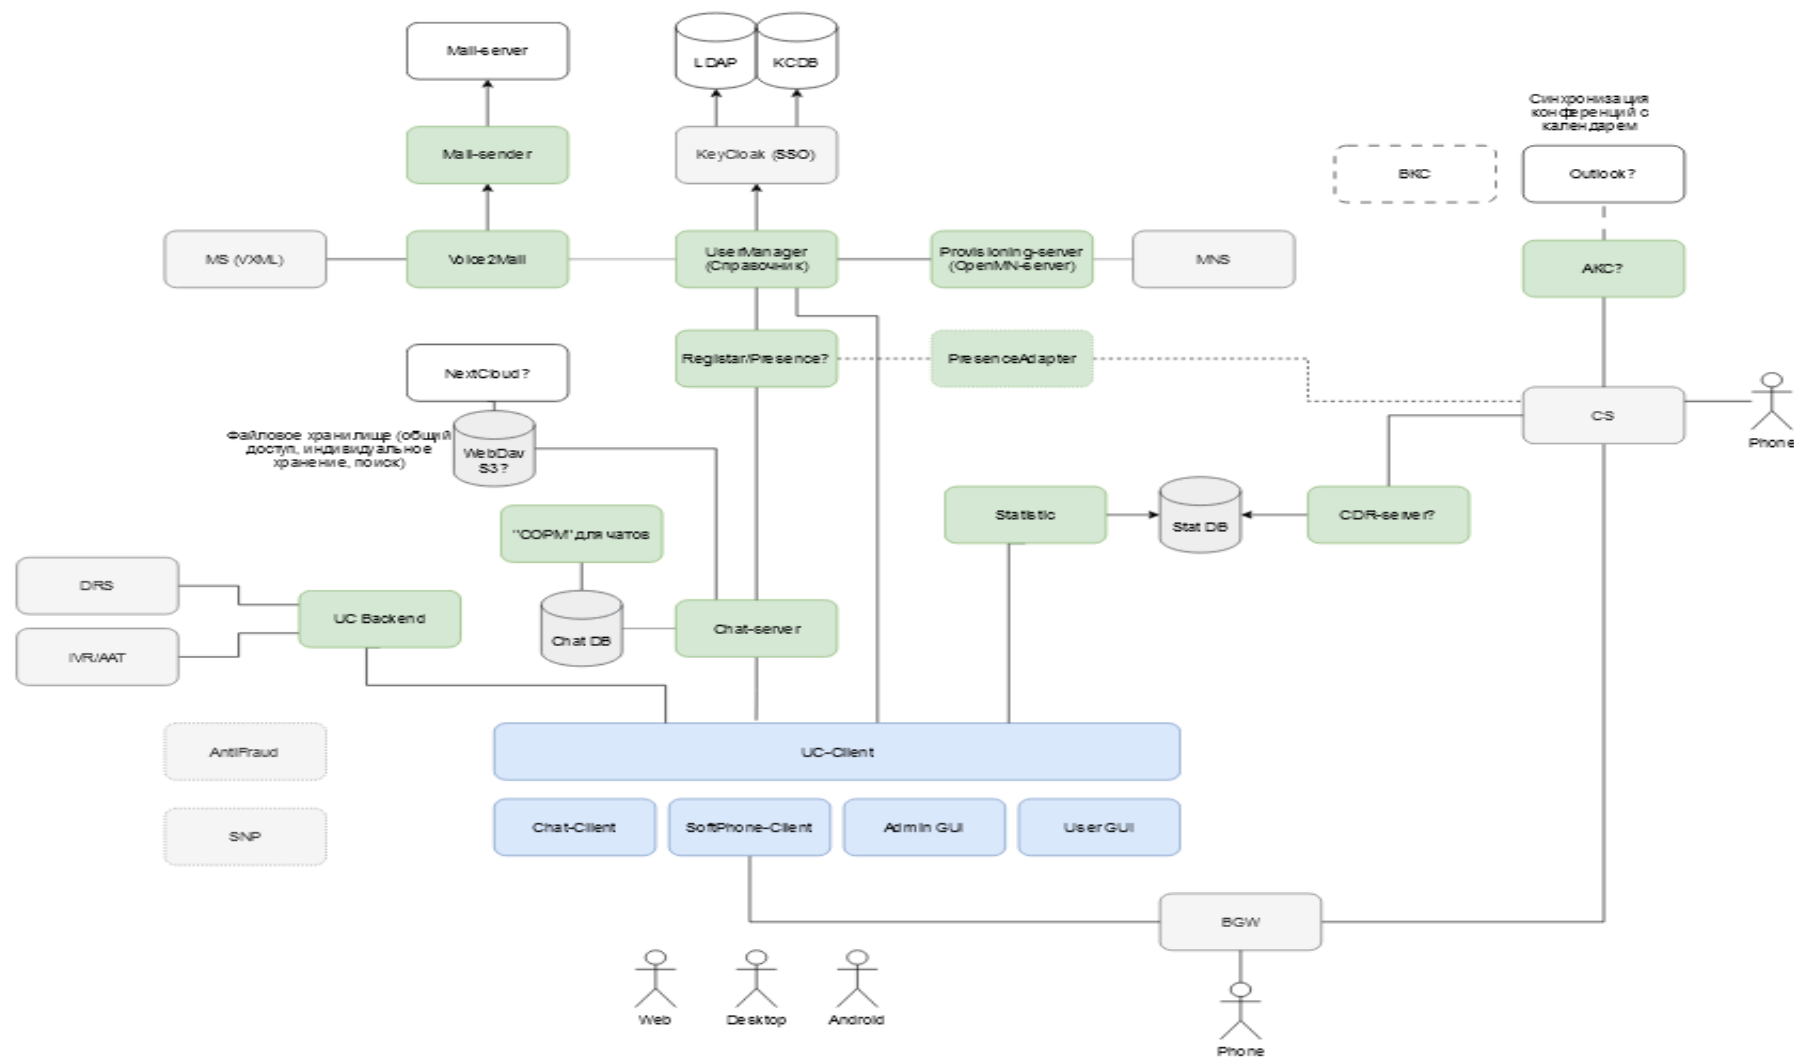 Mail-server
LDAP
KCDB
Синхронизация
конференций с
календарем
Mail-sender
KeyCloak (SSO)
ВКС
Outlook?
MS (VXML)
Voice2Mail
UserManager
(Справочник)
Provisioning-server
(OpenMN-server)
MNS
АКС?
Registar/Presence?
PresenceAdapter
NextCloud?
CS
Phone
Файловое хранилище (общий
доступ, индивидуальное
хранение, поиск)
WebDav
S3?
Statistic
Stat DB
CDR-server?
"СОРМ" для чатов
DRS
UC Backend
Chat DB
Chat-server
IVR/AAT
AntiFraud
UC-Client
SNP
Chat-Client
SoftPhone-Client
Admin GUI
User GUI
BGW
Web
Desktop
Android
Phone